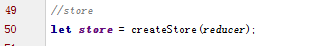 49 //store
50 let store = createStore(reducer);